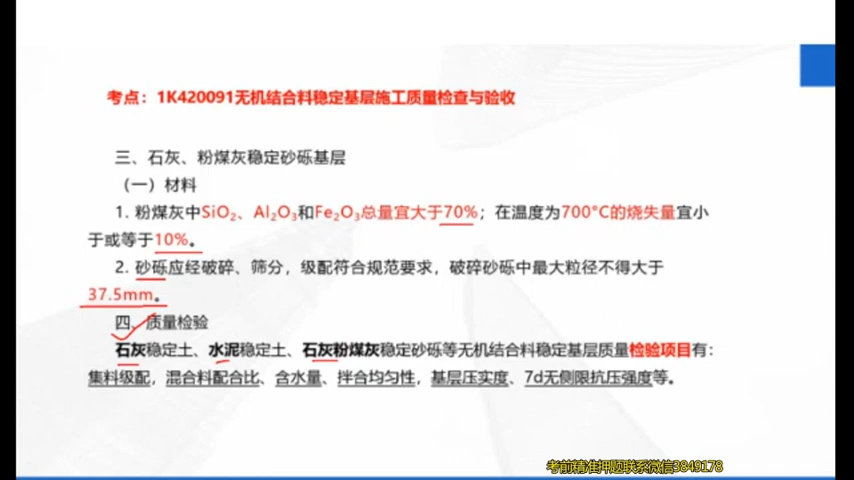 考点：1K420091无机结合料稳定基层施工质量检查与验收
三、石灰、粉煤灰稳定砂砾基层
（一）材料
1. 粉煤灰中SiO₂、Al₂O₃和Fe₂O₃总量宜大于70%；在温度为700°C的烧失量宜小
于或等于10%。
2. 砂砾应经破碎、筛分，级配符合规范要求，破碎砂砾中最大粒径不得大于
37.5mm。
四、质量检验
石灰稳定土、水泥稳定土、石灰粉煤灰稳定砂砾等无机结合料稳定基层质量检验项目有：
集料级配，混合料配合比、含水量、拌合均匀性，基层压实度、7d无侧限抗压强度等。
考前精准押题联系微信3849178